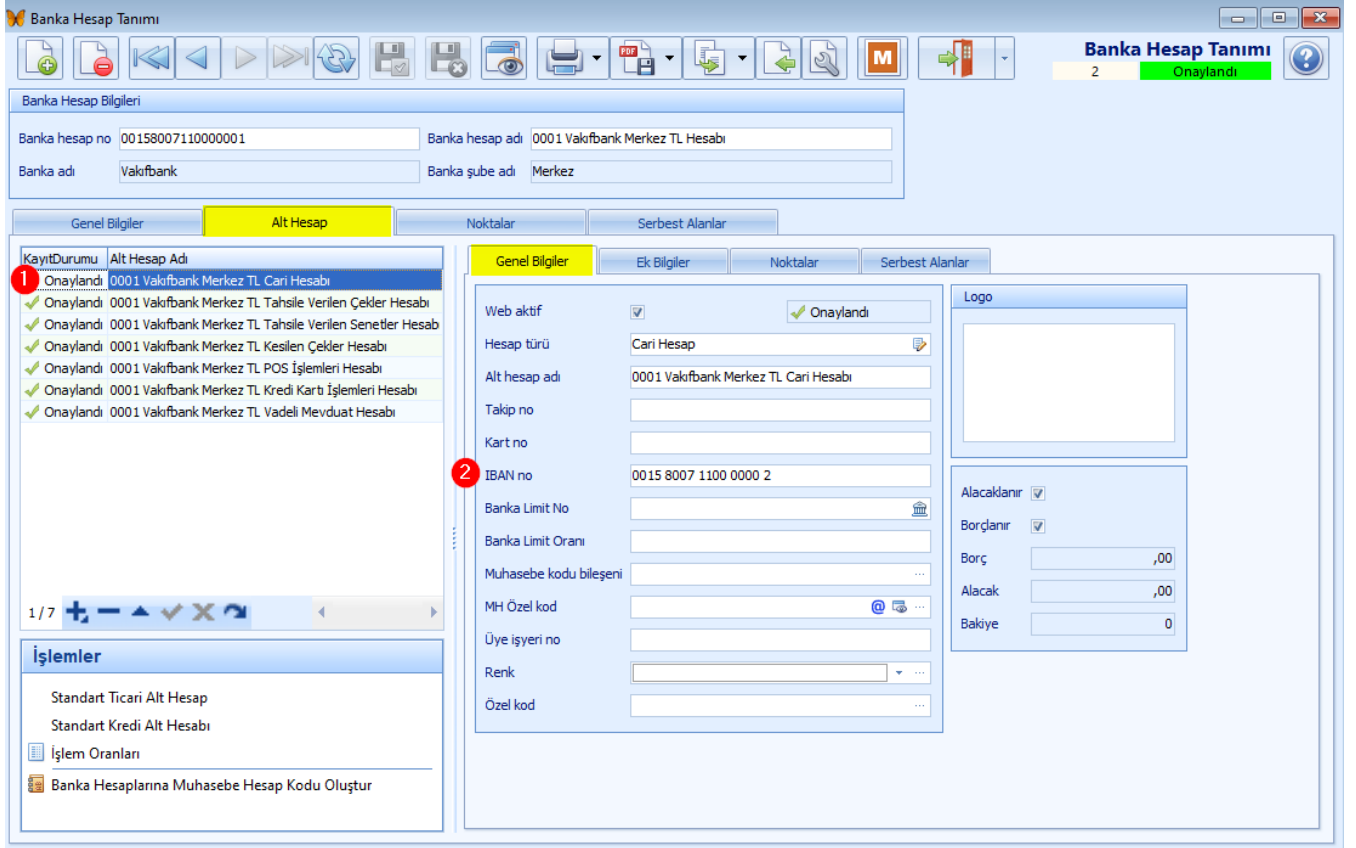 Banka Hesap Tanımı
PDF
M
Banka Hesap Tanımı
2 Onaylandı
?
Banka Hesap Bilgileri
Banka hesap no 00158007110000001 Banka hesap adı 0001 Vakıfbank Merkez TL Hesabı
Banka adı Vakıfbank Banka şube adı Merkez
Genel Bilgiler Alt Hesap Noktalar Serbest Alanlar
KayıtDurumu Alt Hesap Adı
1 Onaylandı 0001 Vakıfbank Merkez TL Cari Hesabı
Onaylandı 0001 Vakıfbank Merkez TL Tahsile Verilen Çekler Hesabı
Onaylandı 0001 Vakıfbank Merkez TL Tahsile Verilen Senetler Hesab
Onaylandı 0001 Vakıfbank Merkez TL Kesilen Çekler Hesabı
Onaylandı 0001 Vakıfbank Merkez TL POS İşlemleri Hesabı
Onaylandı 0001 Vakıfbank Merkez TL Kredi Kartı İşlemleri Hesabı
Onaylandı 0001 Vakıfbank Merkez TL Vadeli Mevduat Hesabı
1 / 7
İşlemler
Standart Ticari Alt Hesap
Standart Kredi Alt Hesabı
İşlem Oranları
Banka Hesaplarına Muhasebe Hesap Kodu Oluştur
Genel Bilgiler Ek Bilgiler Noktalar Serbest Alanlar
Web aktif Onaylandı
Hesap türü Cari Hesap
Alt hesap adı 0001 Vakıfbank Merkez TL Cari Hesabı
Takip no
Kart no
2 IBAN no 0015 8007 1100 0000 2
Banka Limit No
Banka Limit Oranı
Muhasebe kodu bileşeni ...
MH Özel kod @ ...
Üye işyeri no
Renk ...
Özel kod ...
Logo
Alacaklanır
Borçlanır
Borç ,00
Alacak ,00
Bakiye 0